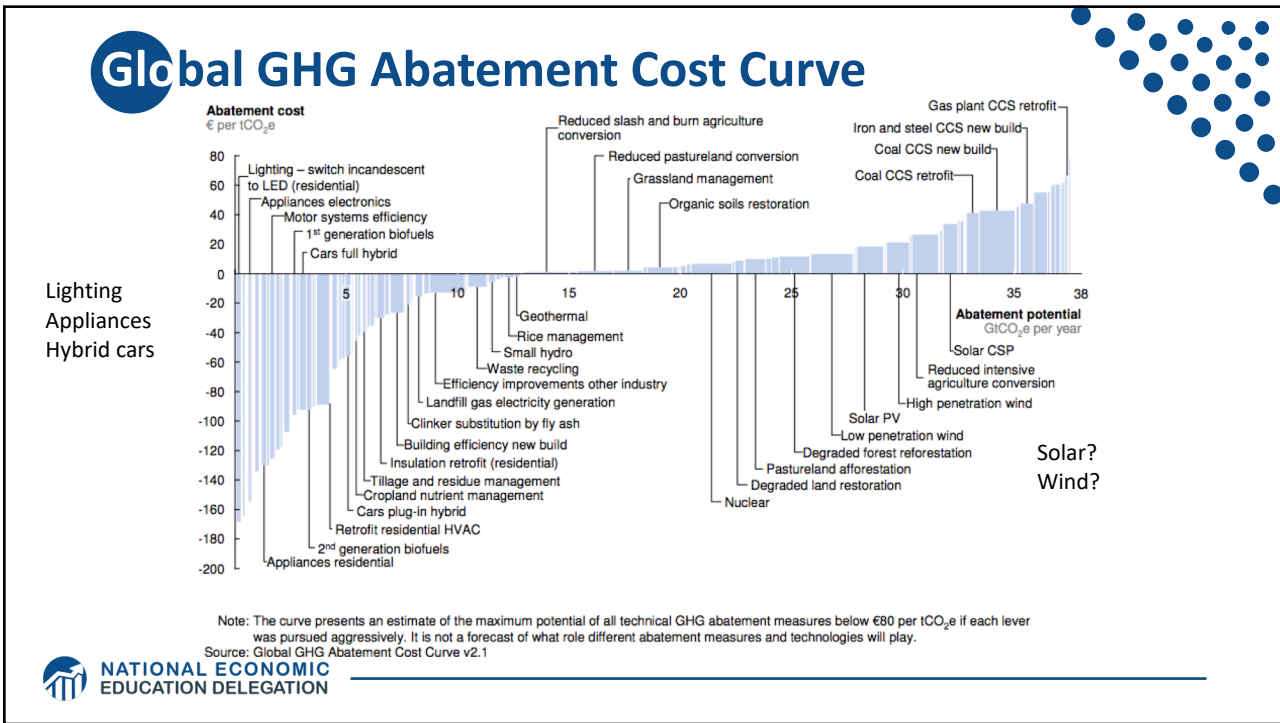 Global GHG Abatement Cost Curve
Abatement cost
€ per tCO₂e
80
60
40
20
0
-20
-40
-60
-80
-100
-120
-140
-160
-180
-200
Lighting – switch incandescent
to LED (residential)
Appliances electronics
Motor systems efficiency
1st generation biofuels
Cars full hybrid
Reduced slash and burn agriculture
conversion
Reduced pastureland conversion
Grassland management
Organic soils restoration
Gas plant CCS retrofit
Iron and steel CCS new build
Coal CCS new build
Coal CCS retrofit
5
10
15
20
25
30
35
38
Abatement potential
GtCO₂e per year
Lighting
Appliances
Hybrid cars
Geothermal
Rice management
Small hydro
Waste recycling
Efficiency improvements other industry
Landfill gas electricity generation
Clinker substitution by fly ash
Building efficiency new build
Insulation retrofit (residential)
Tillage and residue management
Cropland nutrient management
Cars plug-in hybrid
Retrofit residential HVAC
2nd generation biofuels
Appliances residential
Solar CSP
Reduced intensive
agriculture conversion
High penetration wind
Solar PV
Low penetration wind
Degraded forest reforestation
Pastureland afforestation
Degraded land restoration
Nuclear
Solar?
Wind?
Note: The curve presents an estimate of the maximum potential of all technical GHG abatement measures below €80 per tCO₂e if each lever
was pursued aggressively. It is not a forecast of what role different abatement measures and technologies will play.
Source: Global GHG Abatement Cost Curve v2.1
NATIONAL ECONOMIC
EDUCATION DELEGATION